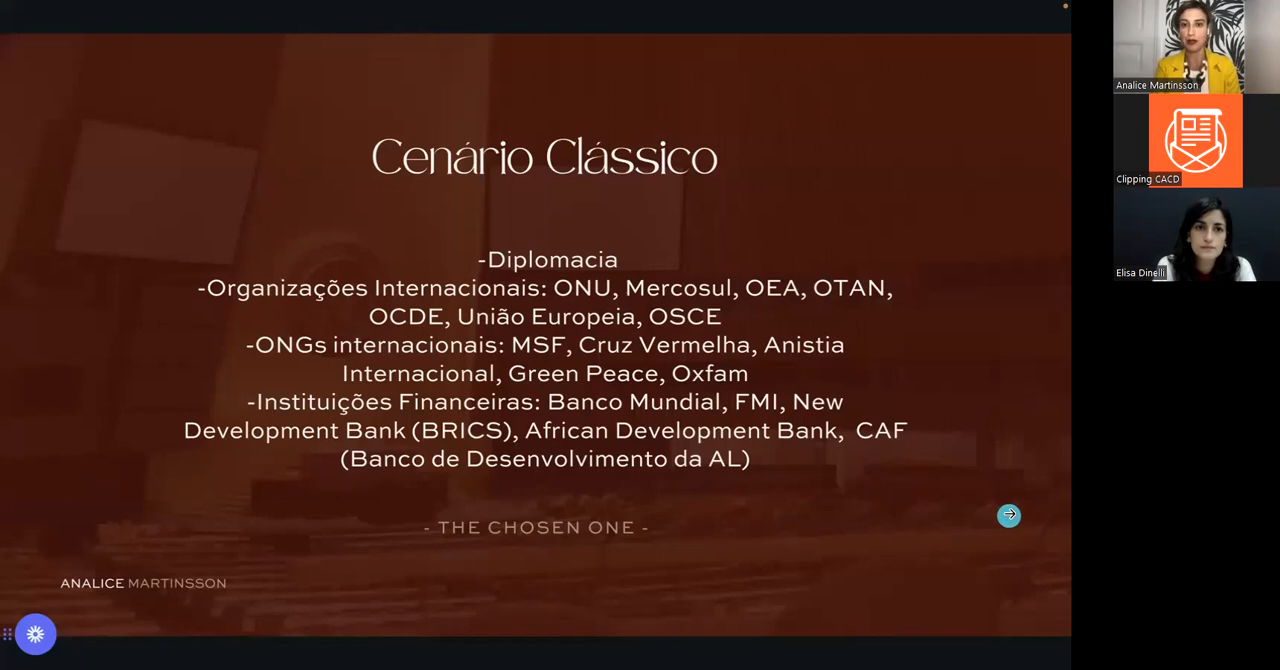 Cenário Clássico
-Diplomacia
-Organizações Internacionais: ONU, Mercosul, OEA, OTAN,
OCDE, União Europeia, OSCE
-ONGs internacionais: MSF, Cruz Vermelha, Anistia
Internacional, Green Peace, Oxfam
-Instituições Financeiras: Banco Mundial, FMI, New
Development Bank (BRICS), African Development Bank, CAF
(Banco de Desenvolvimento da AL)
- THE CHOSEN ONE -
ANALICE MARTINSSON
Analice Martinsson
Clipping CACD
Elisa Dinelli